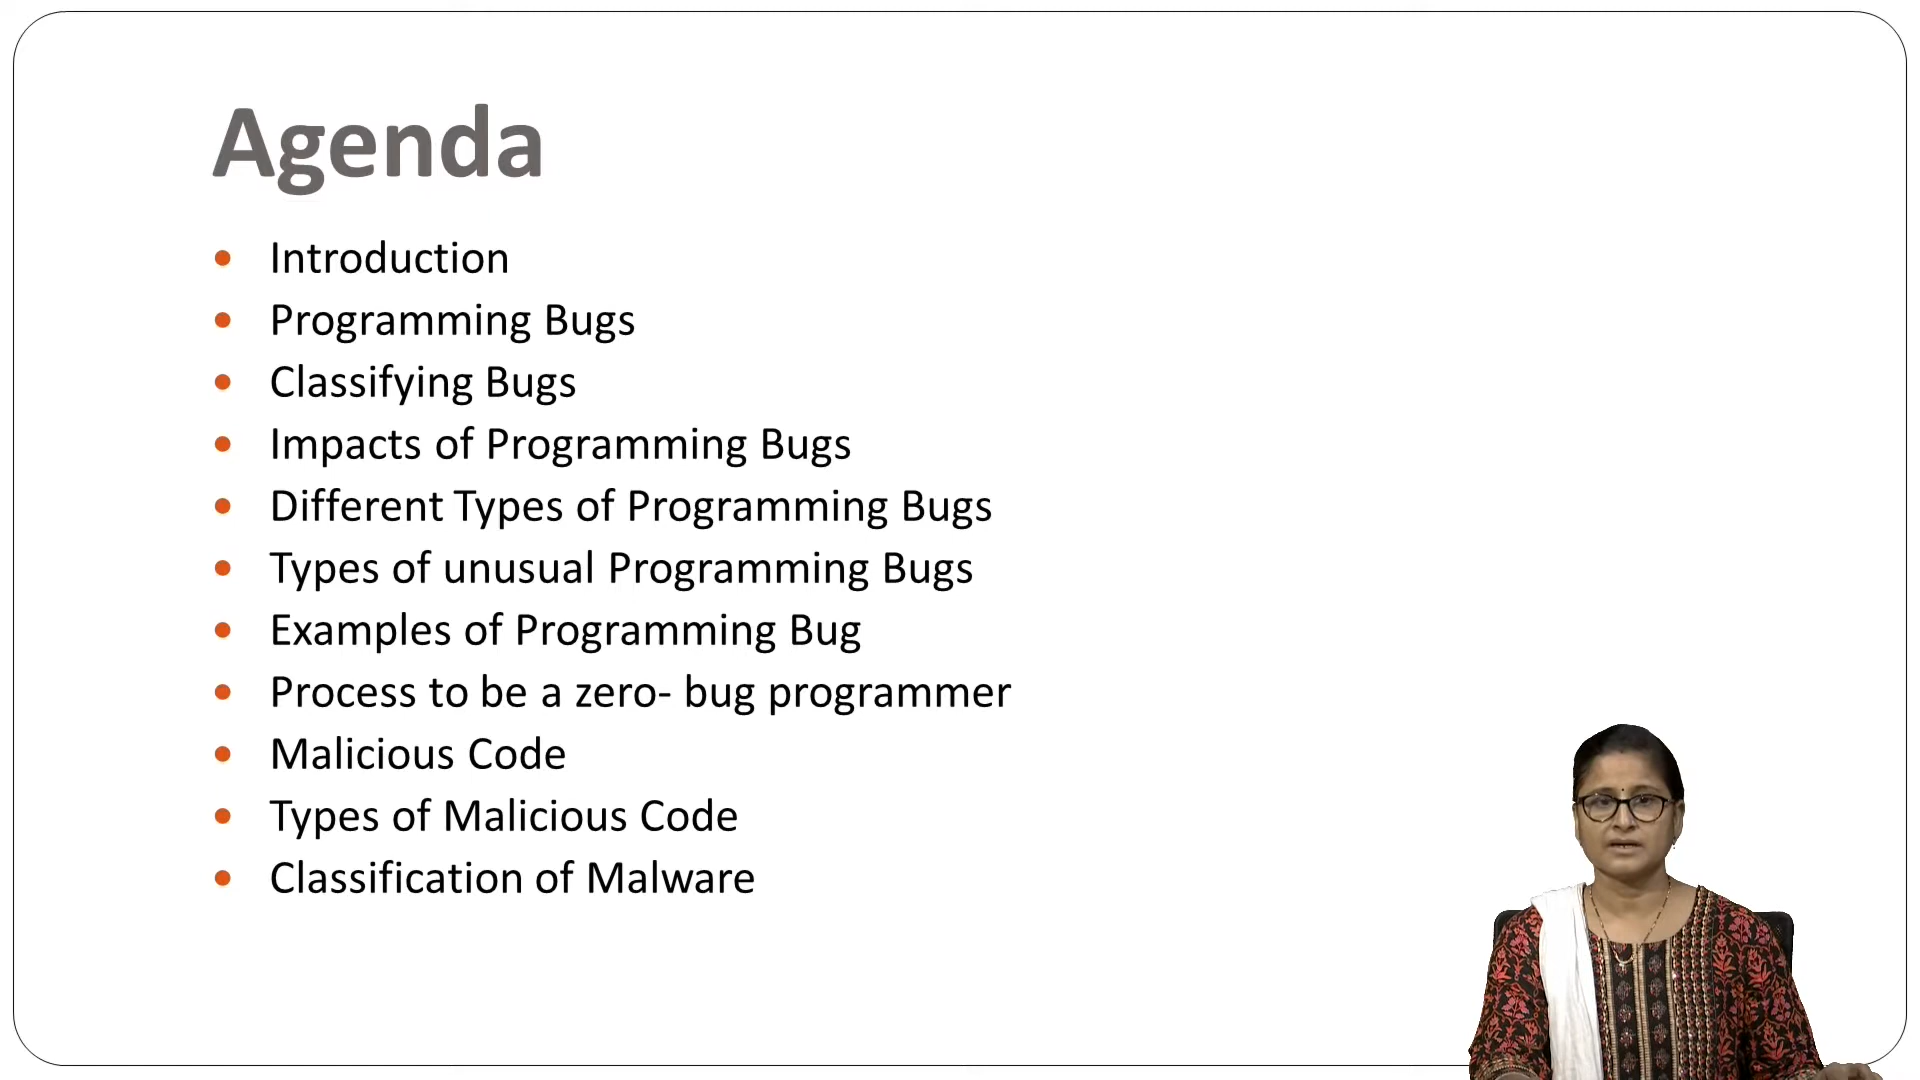 Agenda
Introduction
Programming Bugs
Classifying Bugs
Impacts of Programming Bugs
Different Types of Programming Bugs
Types of unusual Programming Bugs
Examples of Programming Bug
Process to be a zero- bug programmer
Malicious Code
Types of Malicious Code
Classification of Malware